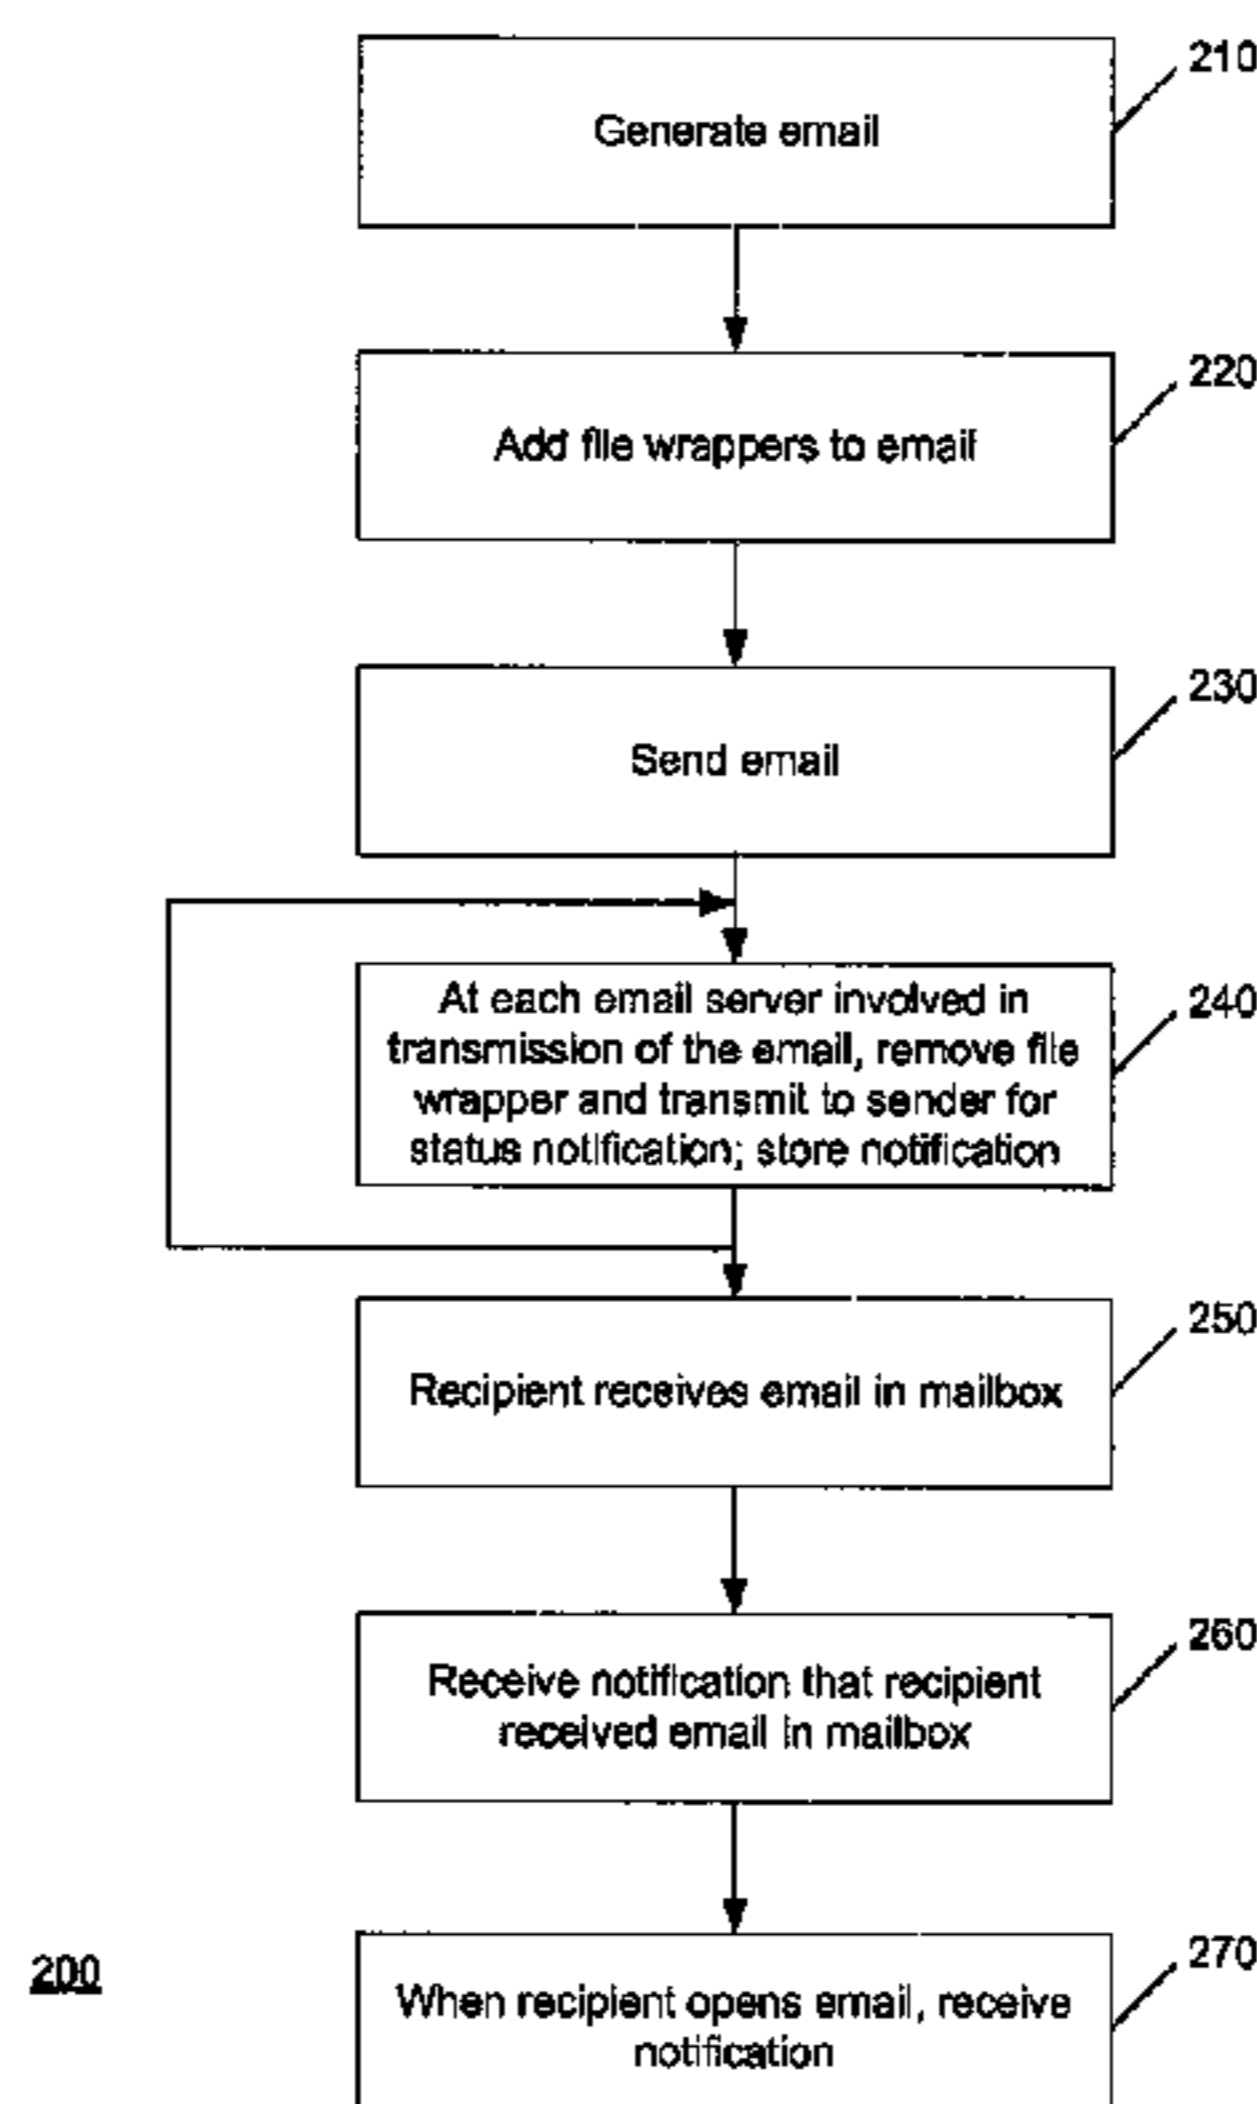 210
Generate email
220
Add file wrappers to email
230
Send email
At each email server involved in
transmission of the email, remove file
wrapper and transmit to sender for
status notification; store notification
240
250
Recipient receives email in mailbox
260
Receive notification that recipient
received email in mailbox
270
When recipient opens email, receive
notification
200